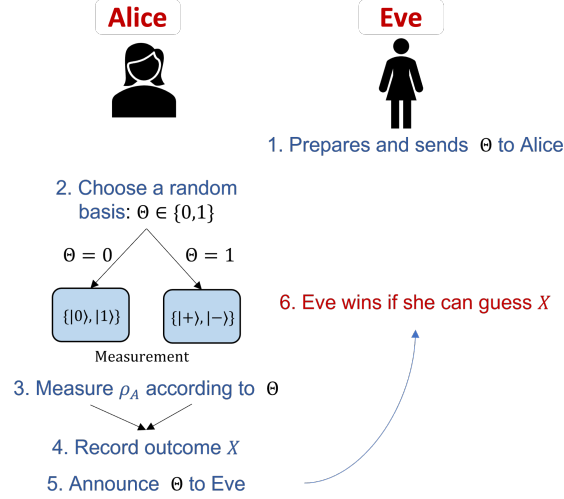 Alice
Eve
1. Prepares and sends Θ to Alice
2. Choose a random
basis: Θ ∈ {0,1}
Θ = 0
Θ = 1
{|0⟩, |1⟩}
{|+⟩, |−⟩}
Measurement
6. Eve wins if she can guess X
3. Measure ρ_A according to Θ
4. Record outcome X
5. Announce Θ to Eve